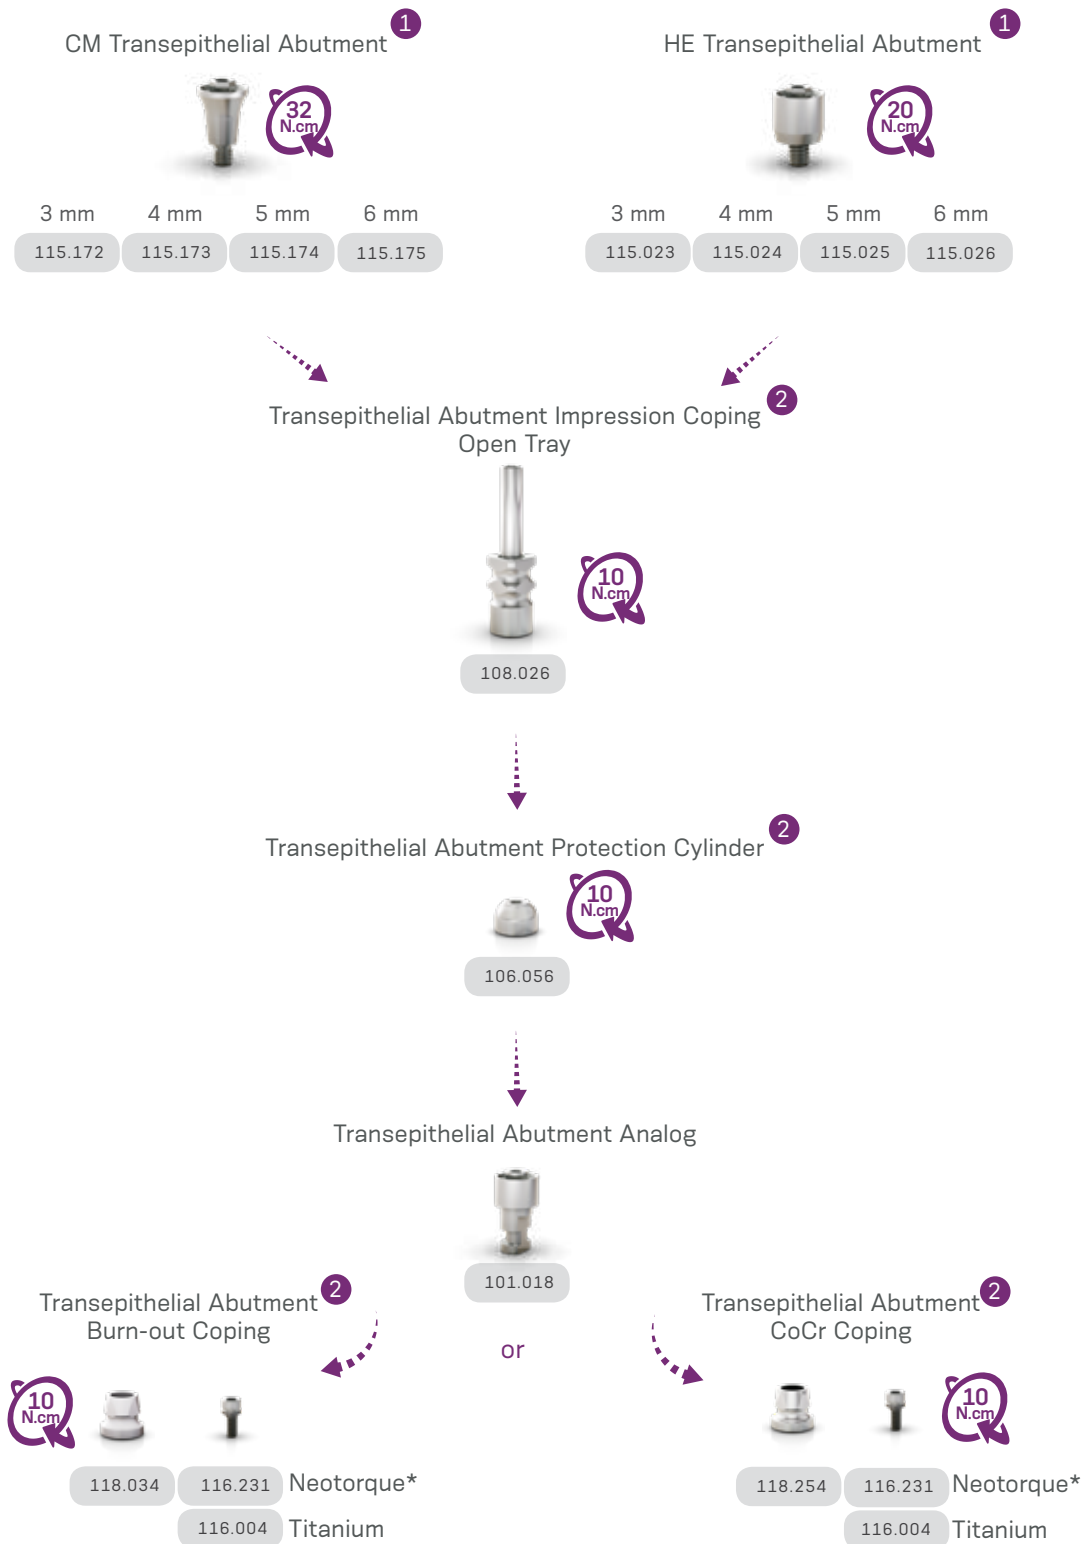 CM Transepithelial Abutment 1
HE Transepithelial Abutment 1
32
N.cm
20
N.cm
3 mm 4 mm 5 mm 6 mm
115.172 115.173 115.174 115.175
3 mm 4 mm 5 mm 6 mm
115.023 115.024 115.025 115.026
Transepithelial Abutment Impression Coping 2
Open Tray
10
N.cm
108.026
Transepithelial Abutment Protection Cylinder 2
10
N.cm
106.056
Transepithelial Abutment Analog
101.018
Transepithelial Abutment 2
Burn-out Coping
or
Transepithelial Abutment 2
CoCr Coping
10
N.cm
10
N.cm
118.034 116.231 Neotorque*
116.004 Titanium
118.254 116.231 Neotorque*
116.004 Titanium